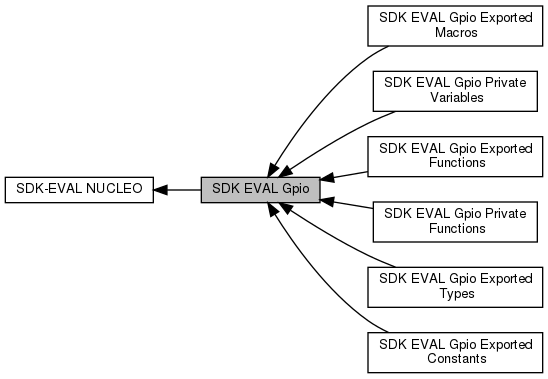 SDK EVAL Gpio Exported
Macros
SDK EVAL Gpio Private
Variables
SDK EVAL Gpio Exported
Functions
SDK-EVAL NUCLEO
SDK EVAL Gpio
SDK EVAL Gpio Private
Functions
SDK EVAL Gpio Exported
Types
SDK EVAL Gpio Exported
Constants